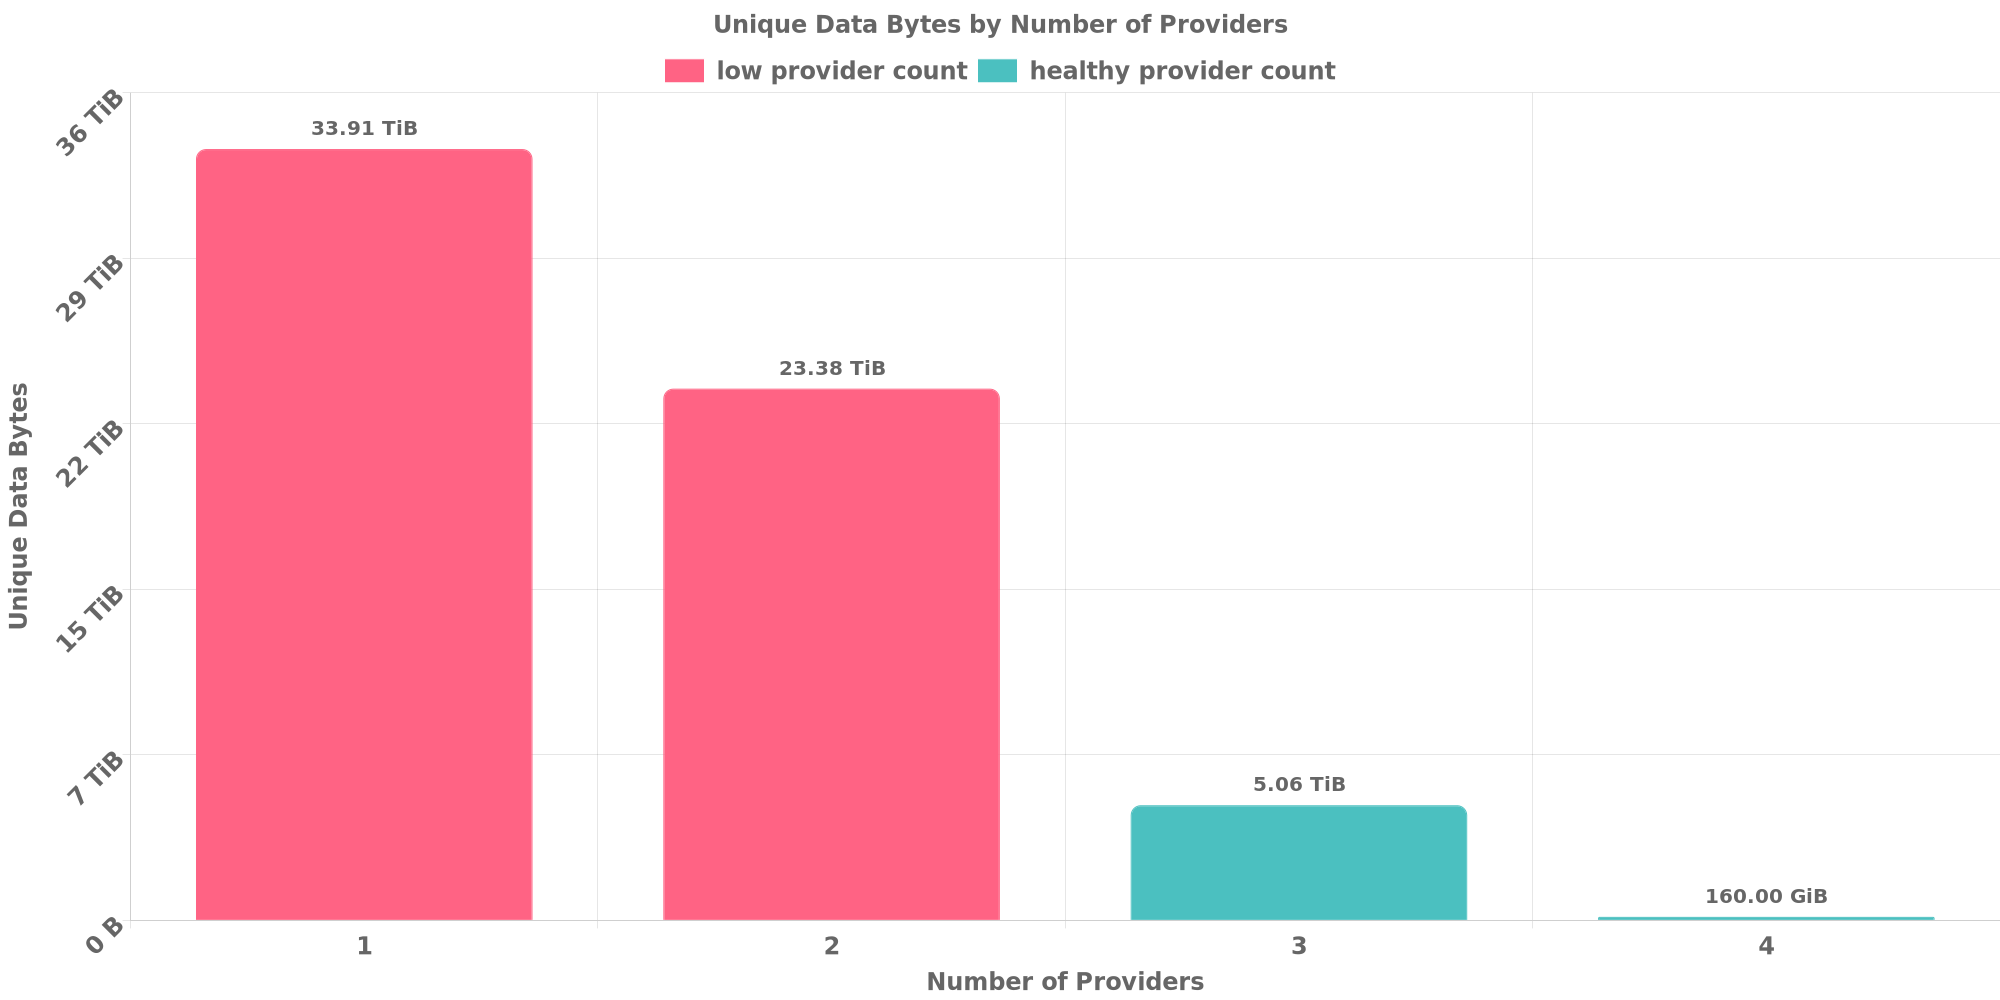 Unique Data Bytes by Number of Providers
low provider count healthy provider count
36 TiB
29 TiB
22 TiB
15 TiB
7 TiB
0 B
Unique Data Bytes
33.91 TiB
23.38 TiB
5.06 TiB
160.00 GiB
1 2 3 4
Number of Providers